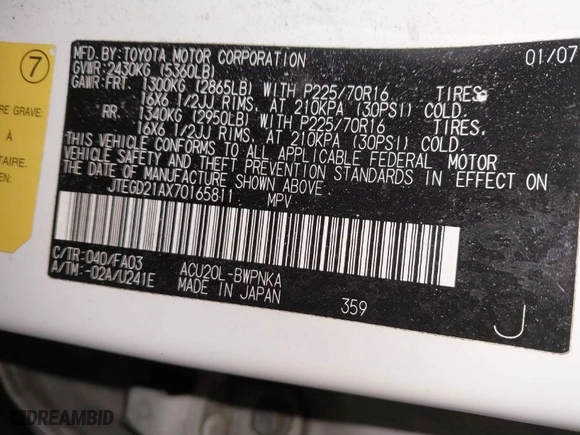 MFD.BY:TOYOTA MOTOR CORPORATION 01/07
GVWR:2430KG (5360LB)
GAWR:FRT. 1300KG (2865LB) WITH P225/70R16 TIRES,
16X6 1/2JJ RIMS, AT 210KPA (30PSI) COLD.
RR. 1340KG (2950LB) WITH P225/70R16 TIRES,
16X6 1/2JJ RIMS, AT 210KPA (30PSI) COLD.
THIS VEHICLE CONFORMS TO ALL APPLICABLE FEDERAL MOTOR
VEHICLE SAFETY AND THEFT PREVENTION STANDARDS IN EFFECT ON
THE DATE OF MANUFACTURE SHOWN ABOVE.
JTEGD21AX70165811 MPV
C/TR:040/FA03 ACU20L-BWPNKA
A/TM:-02A/U241E MADE IN JAPAN 359 J
7
GRAVE:
À
DREAMBID